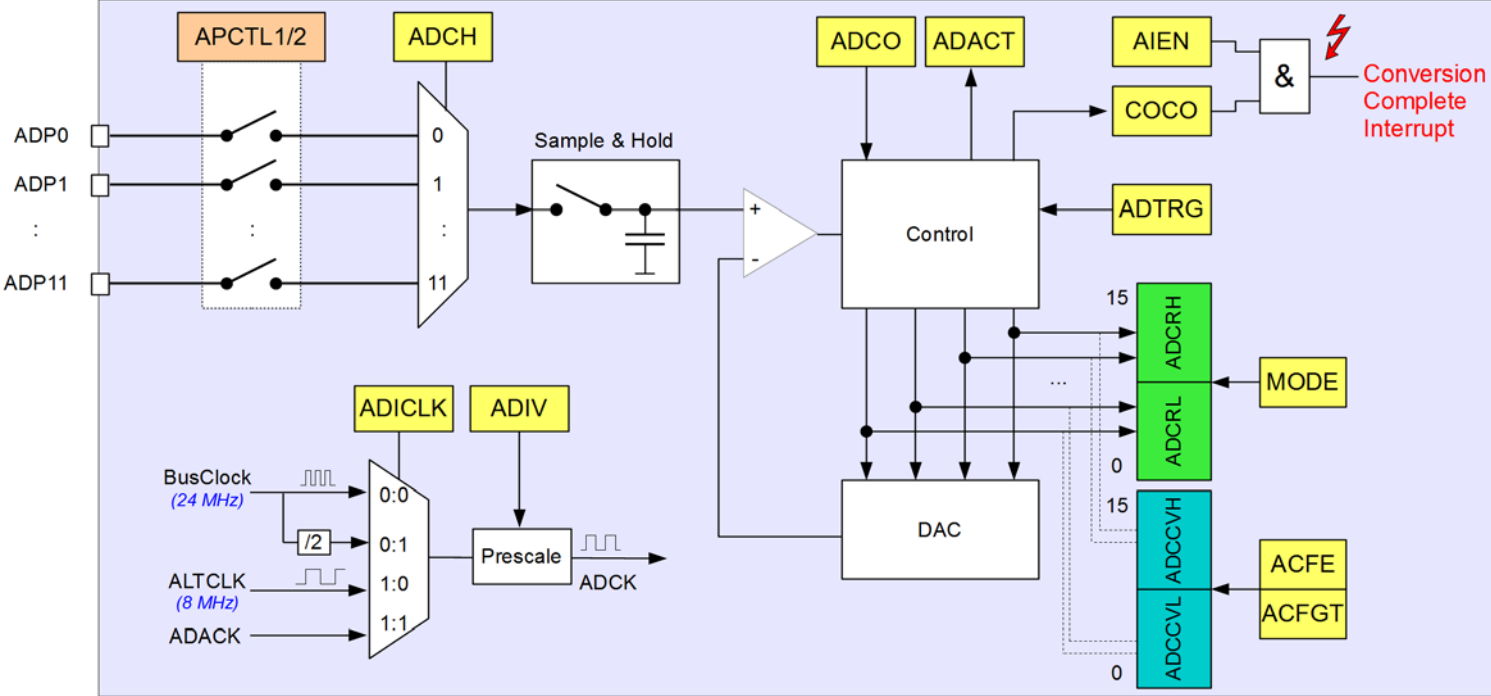 APCTL1/2
ADCH
ADCO
ADACT
AIEN
&
COCO
Conversion
Complete
Interrupt
ADP0
ADP1
:
ADP11
:
0
1
:
11
Sample & Hold
+
-
Control
ADTRG
15
ADCRH
ADCRL
0
MODE
...
DAC
15
ADCCVH
ADCCVL
0
ACFE
ACFGT
ADICLK
ADIV
BusClock
(24 MHz)
/2
ALTCLK
(8 MHz)
ADACK
0:0
0:1
1:0
1:1
Prescale
ADCK